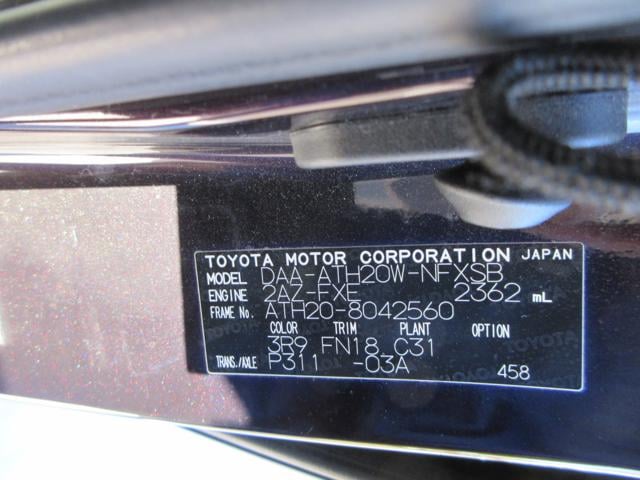 TOYOTA MOTOR CORPORATION JAPAN
MODEL DAA-ATH20W-NFXSB
ENGINE 2AZ-FXE 2362 mL
FRAME No. ATH20-8042560
COLOR TRIM PLANT OPTION
3R9 FN18 C31
TRANS./AXLE P311 -03A 458